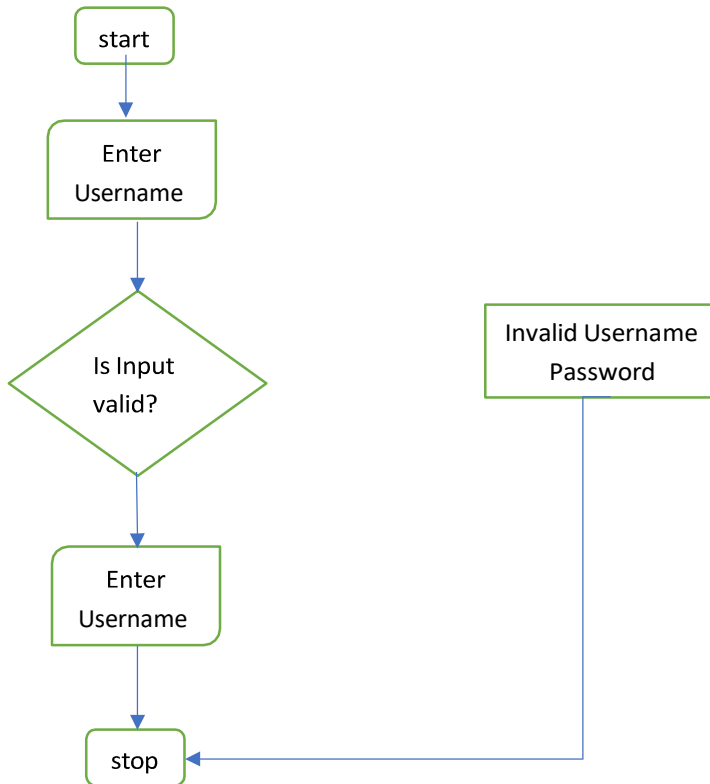 start
Enter
Username
Is Input
valid?
Invalid Username
Password
Enter
Username
stop